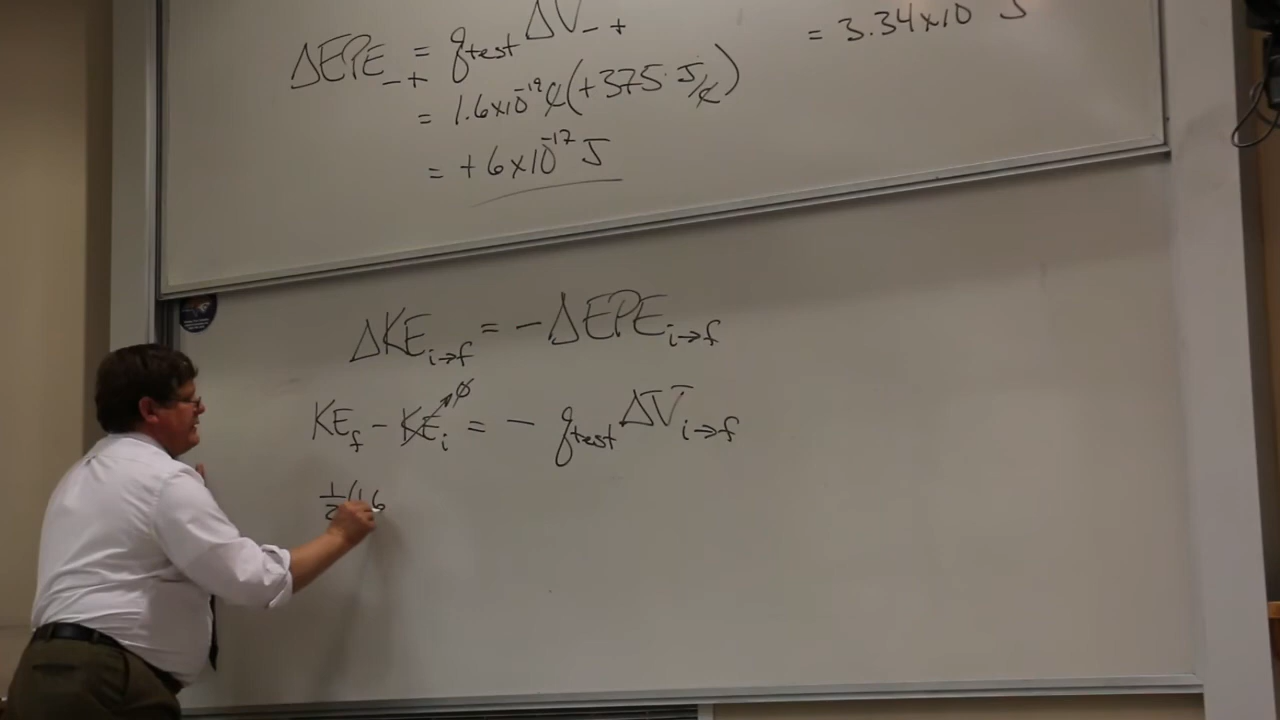 ΔEPE₋₊ = q_test ΔV₋₊
= 1.6x10⁻¹⁹ C (+375 · J/C)
= +6x10⁻¹⁷ J
= 3.34x10 J
ΔKE_i→f = -ΔEPE_i→f
KE_f - KE_i ↗0 = - q_test ΔV_i→f
1/2 (1.6